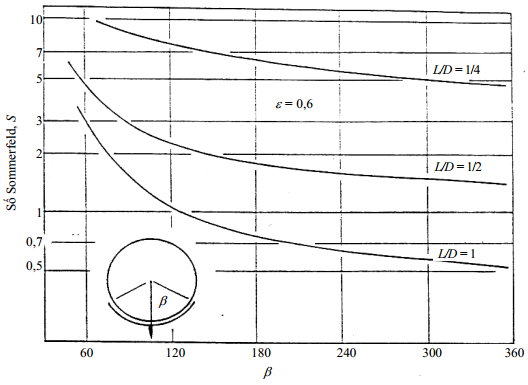 10
7
5
3
2
1
0,7
0,5
Số Sommerfeld, S
L/D = 1/4
ε = 0,6
L/D = 1/2
L/D = 1
β
60
120
180
240
300
360
β